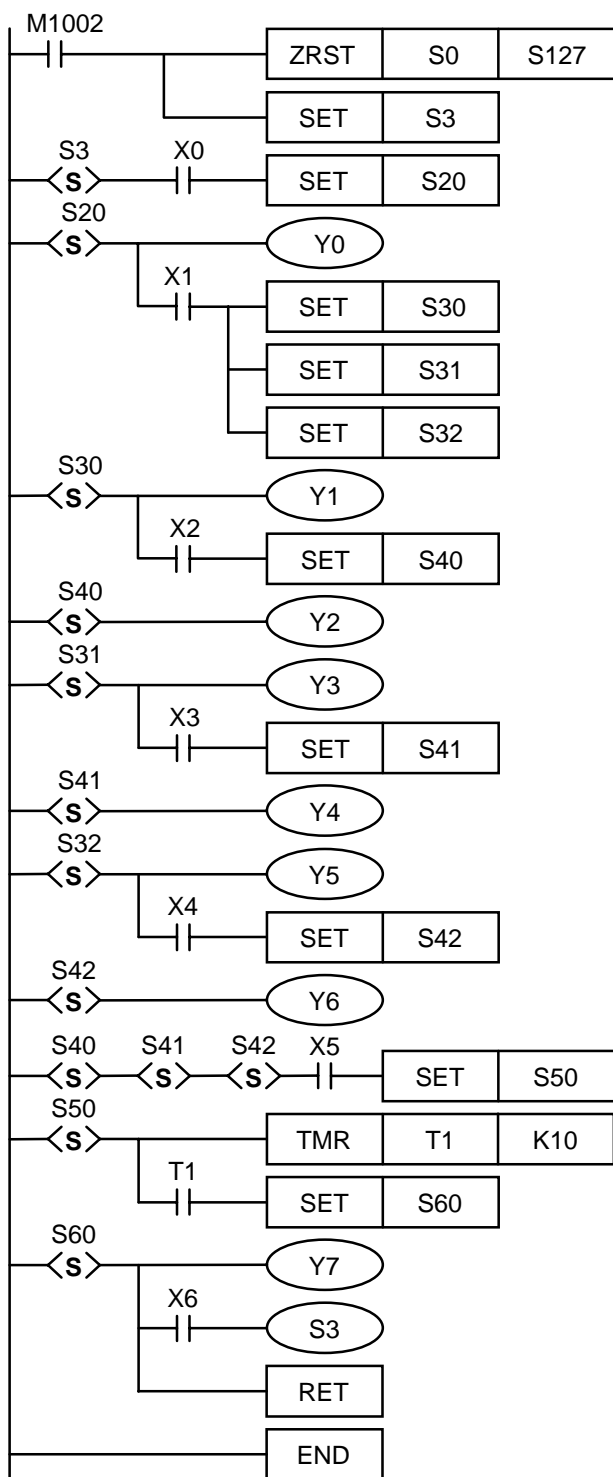 M1002
ZRST S0 S127
SET S3
S3 X0
S SET S20
S20
S Y0
X1
SET S30
SET S31
SET S32
S30
S Y1
X2
SET S40
S40
S Y2
S31
S Y3
X3
SET S41
S41
S Y4
S32
S Y5
X4
SET S42
S42
S Y6
S40 S41 S42 X5
S S S SET S50
S50
S TMR T1 K10
T1
SET S60
S60
S Y7
X6
S3
RET
END